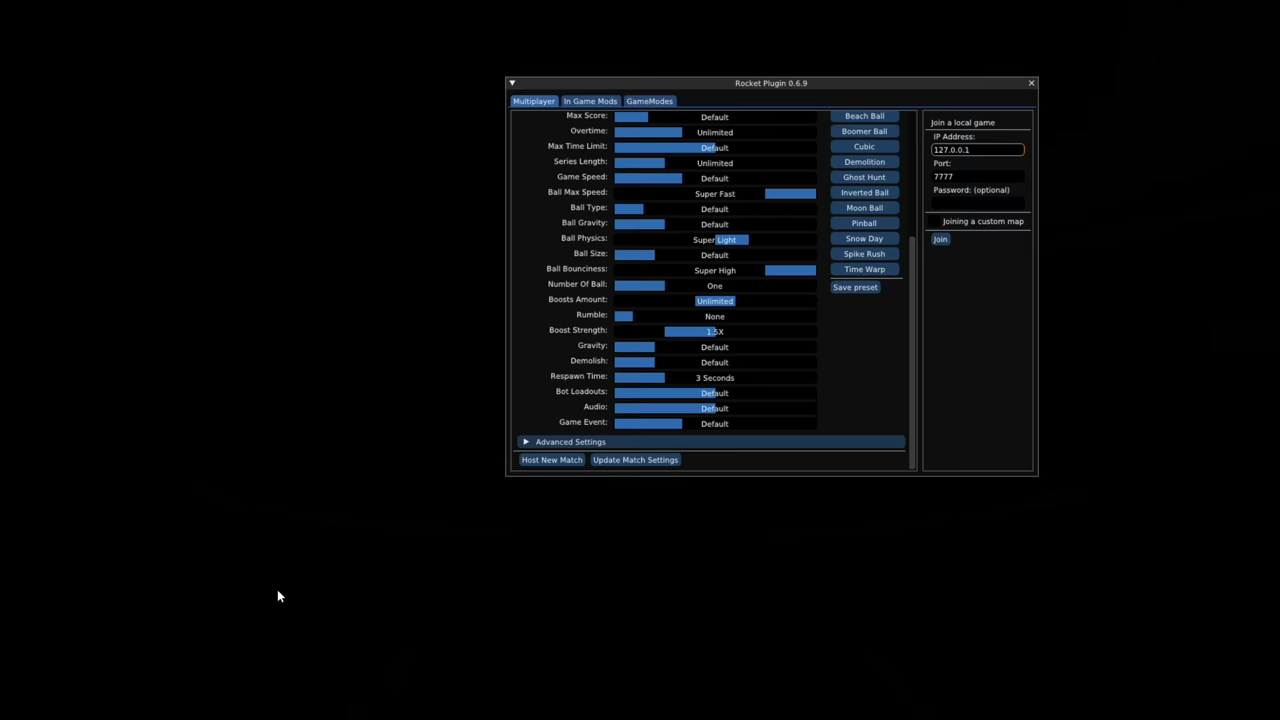 Rocket Plugin 0.6.9
Multiplayer In Game Mods GameModes
Max Score: Default
Overtime: Unlimited
Max Time Limit: Default
Series Length: Unlimited
Game Speed: Default
Ball Max Speed: Super Fast
Ball Type: Default
Ball Gravity: Default
Ball Physics: Super Light
Ball Size: Default
Ball Bounciness: Super High
Number Of Ball: One
Boosts Amount: Unlimited
Rumble: None
Boost Strength: 1.5X
Gravity: Default
Demolish: Default
Respawn Time: 3 Seconds
Bot Loadouts: Default
Audio: Default
Game Event: Default
Advanced Settings
Host New Match Update Match Settings
Beach Ball
Boomer Ball
Cubic
Demolition
Ghost Hunt
Inverted Ball
Moon Ball
Pinball
Snow Day
Spike Rush
Time Warp
Save preset
Join a local game
IP Address:
127.0.0.1
Port:
7777
Password: (optional)
Joining a custom map
Join